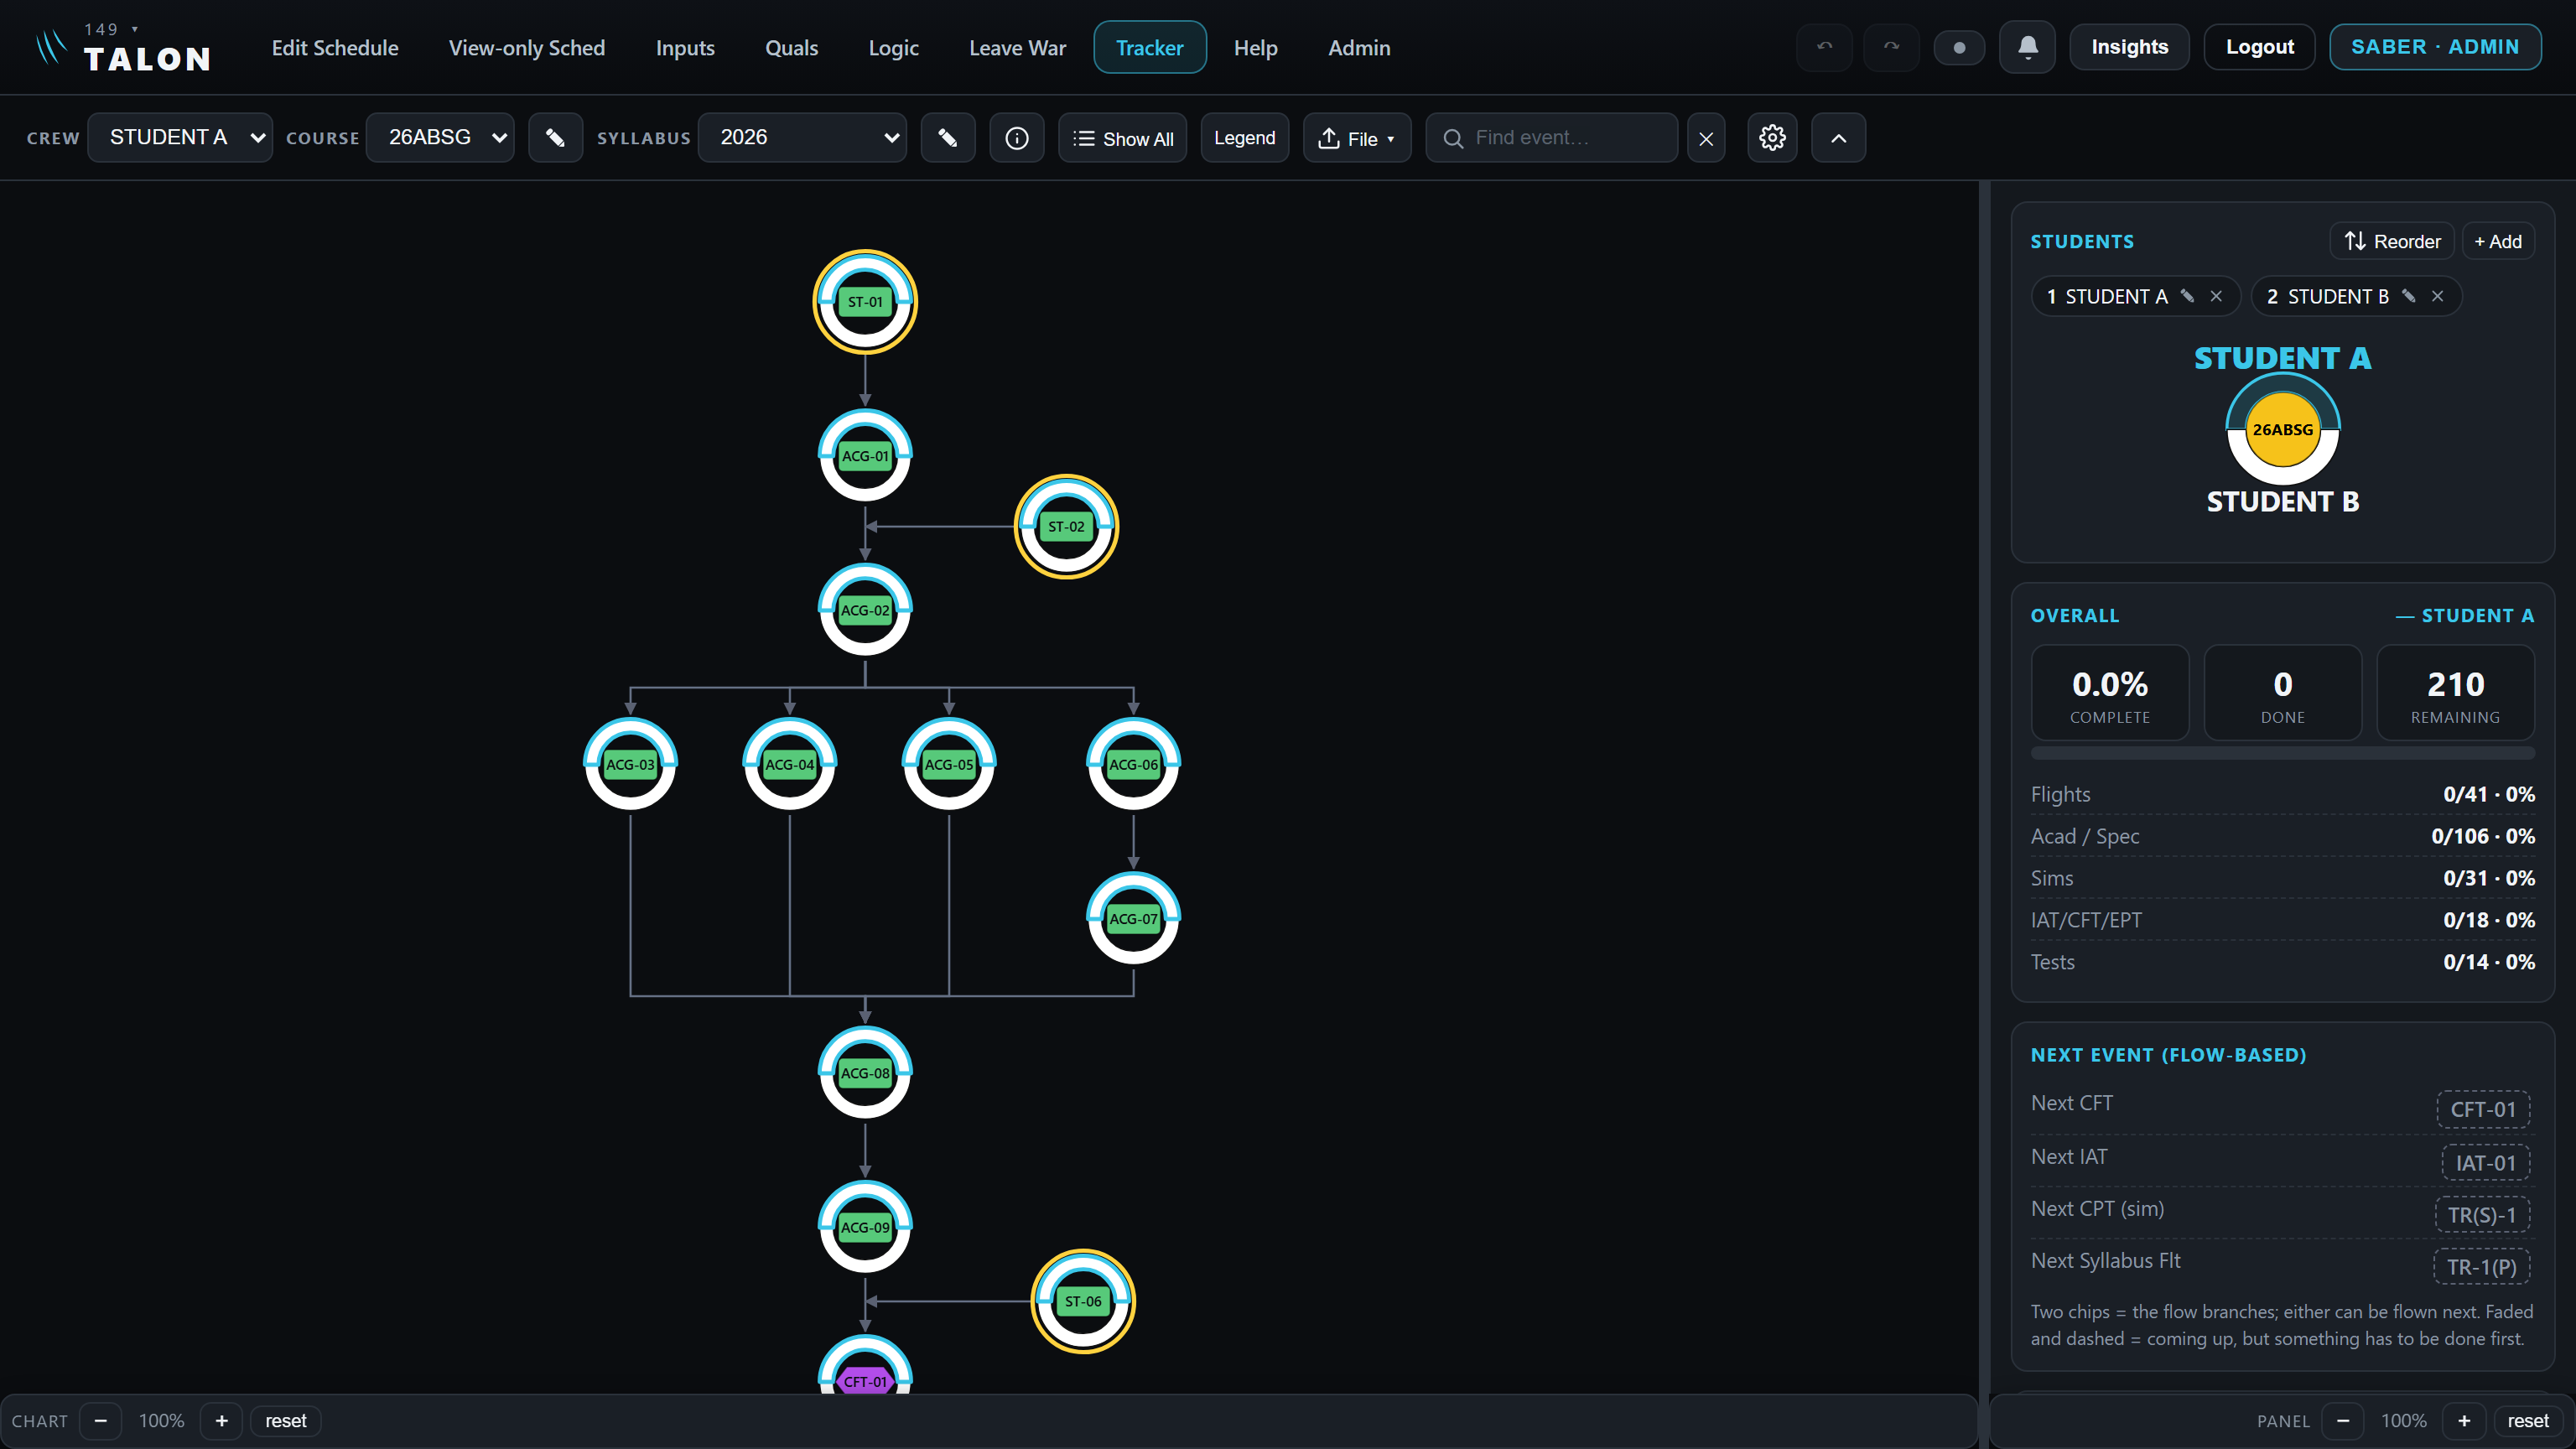 149 ▾
TALON
Edit Schedule
View-only Sched
Inputs
Quals
Logic
Leave War
Tracker
Help
Admin
Insights
Logout
SABER · ADMIN
CREW
STUDENT A
COURSE
26ABSG
SYLLABUS
2026
Show All
Legend
File ▾
Find event…
ST-01
ACG-01
ST-02
ACG-02
ACG-03
ACG-04
ACG-05
ACG-06
ACG-07
ACG-08
ACG-09
ST-06
CFT-01
STUDENTS
Reorder
+ Add
1 STUDENT A
2 STUDENT B
STUDENT A
26ABSG
STUDENT B
OVERALL
— STUDENT A
0.0%
COMPLETE
0
DONE
210
REMAINING
Flights 0/41 · 0%
Acad / Spec 0/106 · 0%
Sims 0/31 · 0%
IAT/CFT/EPT 0/18 · 0%
Tests 0/14 · 0%
NEXT EVENT (FLOW-BASED)
Next CFT CFT-01
Next IAT IAT-01
Next CPT (sim) TR(S)-1
Next Syllabus Flt TR-1(P)
Two chips = the flow branches; either can be flown next. Faded
and dashed = coming up, but something has to be done first.
CHART − 100% + reset
PANEL − 100% + reset